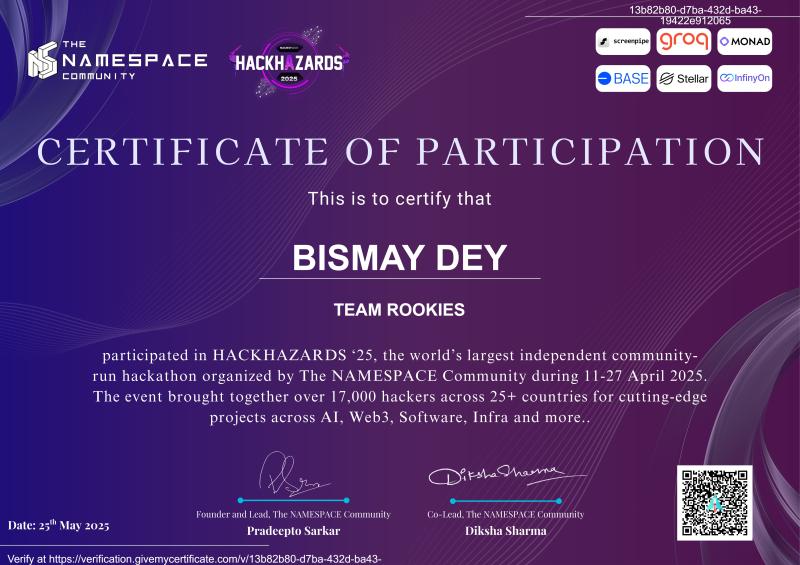 13b82b80-d7ba-432d-ba43-
19422e912065
THE
NAMESPACE
COMMUNITY
HACKHAZARDS
2025
screenpipe
groq
MONAD
BASE
Stellar
InfinyOn
CERTIFICATE OF PARTICIPATION
This is to certify that
BISMAY DEY
TEAM ROOKIES
participated in HACKHAZARDS ‘25, the world’s largest independent community-
run hackathon organized by The NAMESPACE Community during 11-27 April 2025.
The event brought together over 17,000 hackers across 25+ countries for cutting-edge
projects across AI, Web3, Software, Infra and more..
Diksha Sharma
Founder and Lead, The NAMESPACE Community
Pradeepto Sarkar
Co-Lead, The NAMESPACE Community
Diksha Sharma
Date: 25th May 2025
Verify at https://verification.givemycertificate.com/v/13b82b80-d7ba-432d-ba43-